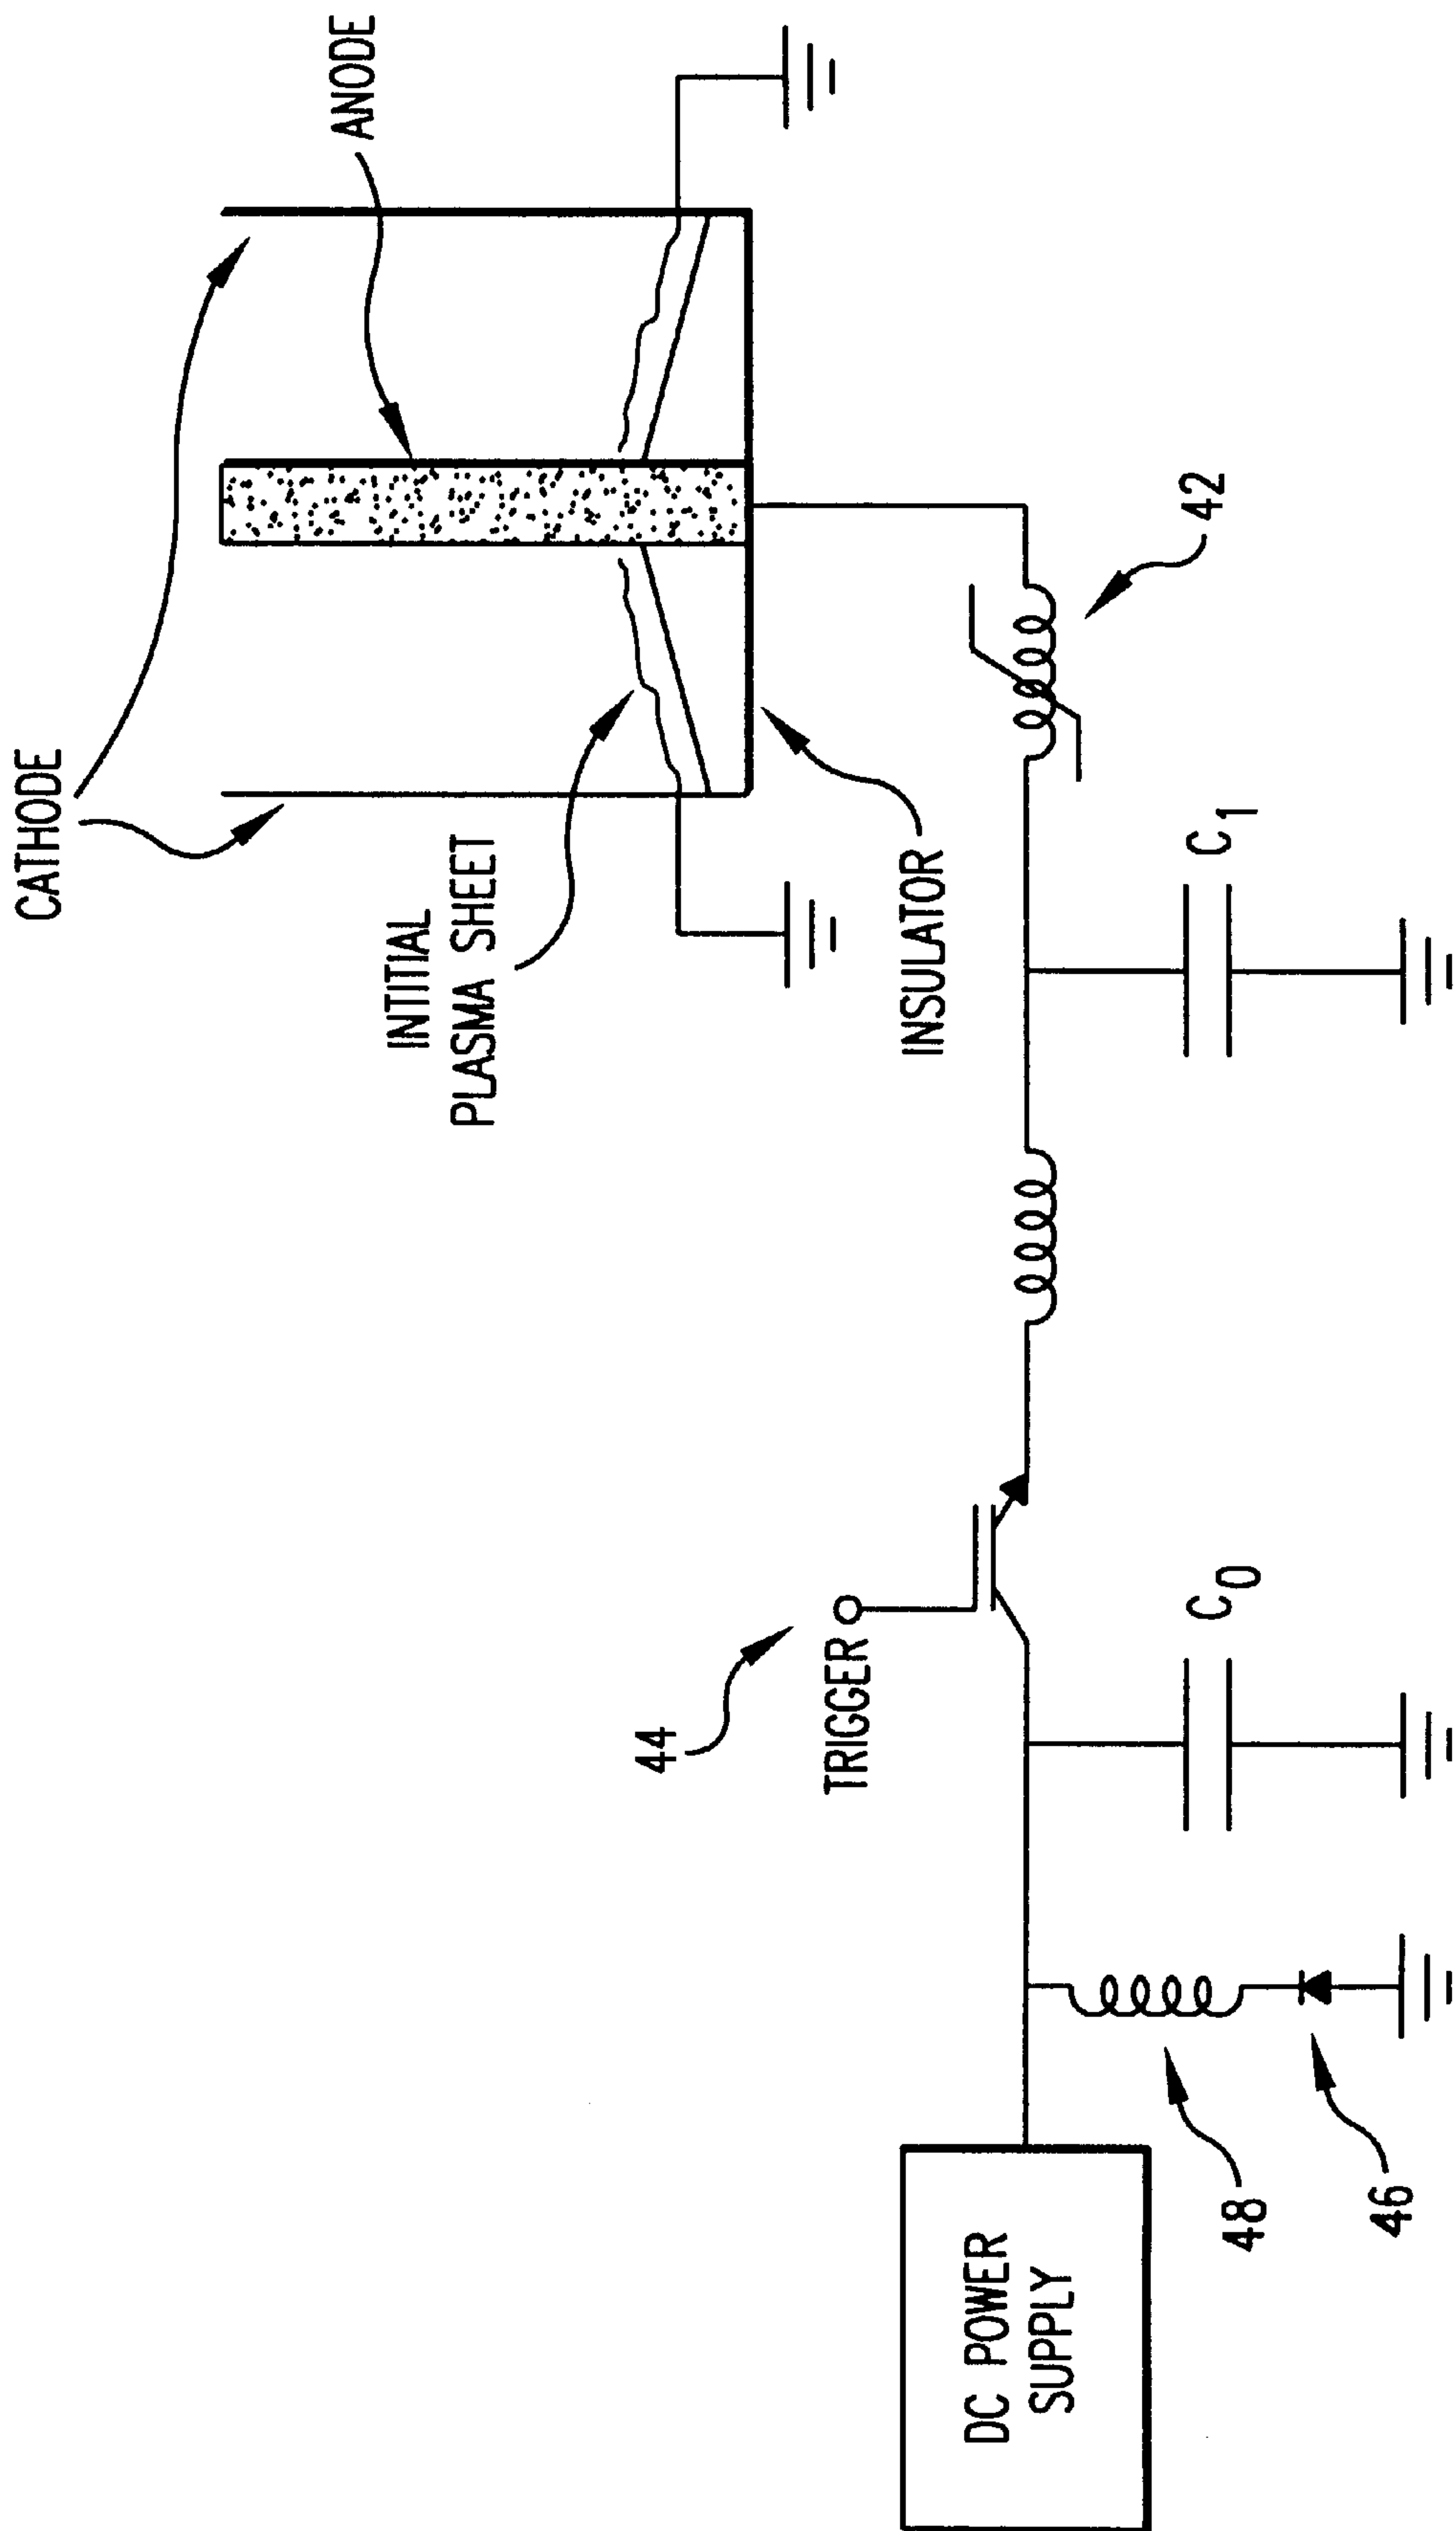 CATHODE
ANODE
INTITIAL
PLASMA SHEET
INSULATOR
42
44
TRIGGER
C1
C0
DC POWER
SUPPLY
48
46